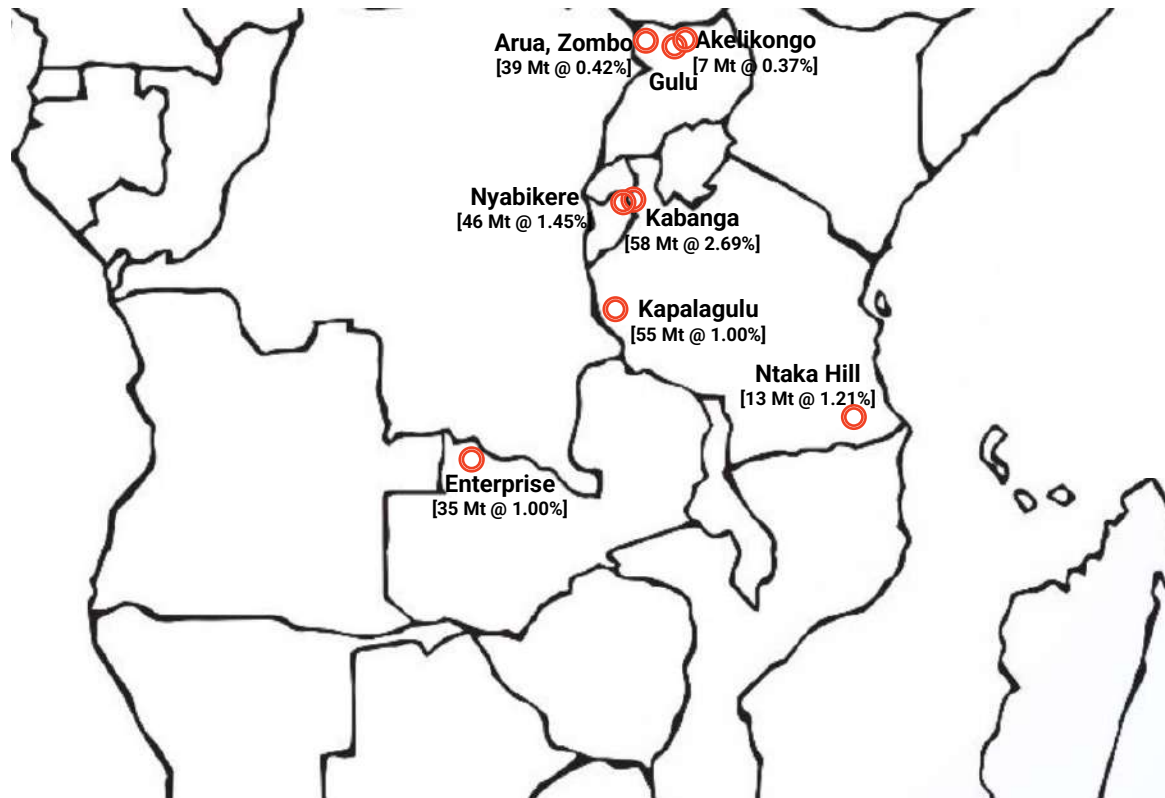 Arua, Zombo
[39 Mt @ 0.42%]
Akelikongo
[7 Mt @ 0.37%]
Gulu
Nyabikere
[46 Mt @ 1.45%]
Kabanga
[58 Mt @ 2.69%]
Kapalagulu
[55 Mt @ 1.00%]
Ntaka Hill
[13 Mt @ 1.21%]
Enterprise
[35 Mt @ 1.00%]